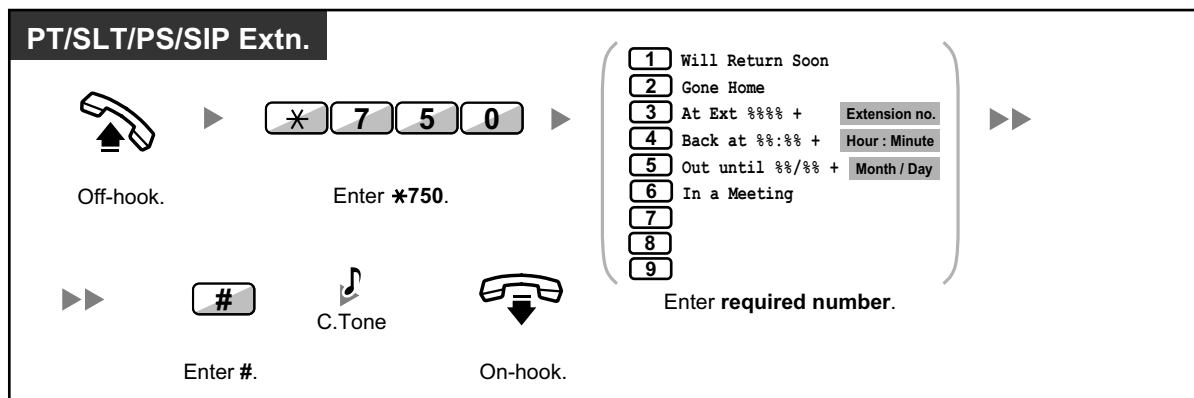 PT/SLT/PS/SIP Extn.
Off-hook.
* 7 5 0
Enter *750.
1 Will Return Soon
2 Gone Home
3 At Ext %%%% + Extension no.
4 Back at %%:%% + Hour : Minute
5 Out until %%/%% + Month / Day
6 In a Meeting
7
8
9
Enter required number.
#
Enter #.
C.Tone
On-hook.